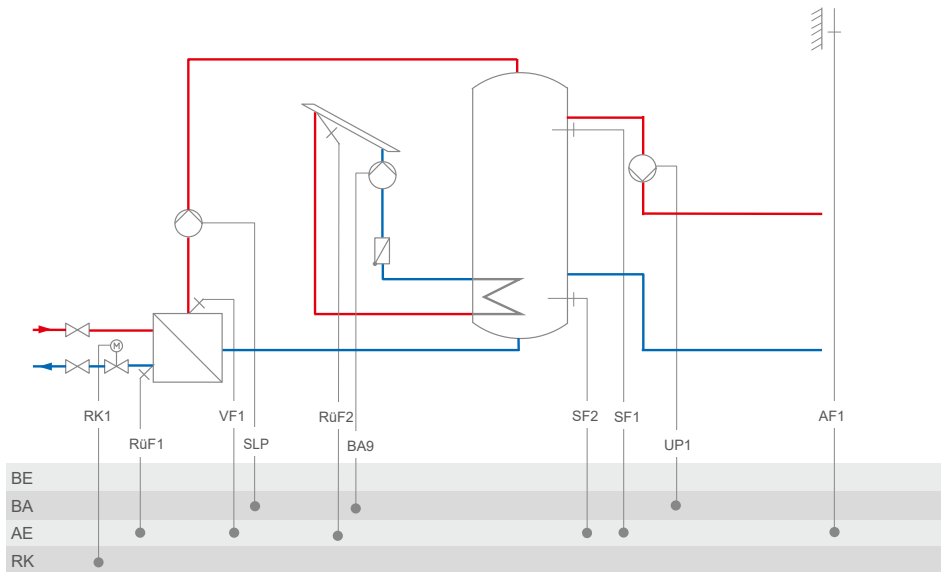 M
RK1
VF1
RüF2
SF2
SF1
AF1
RüF1
SLP
BA9
UP1
BE
BA
AE
RK